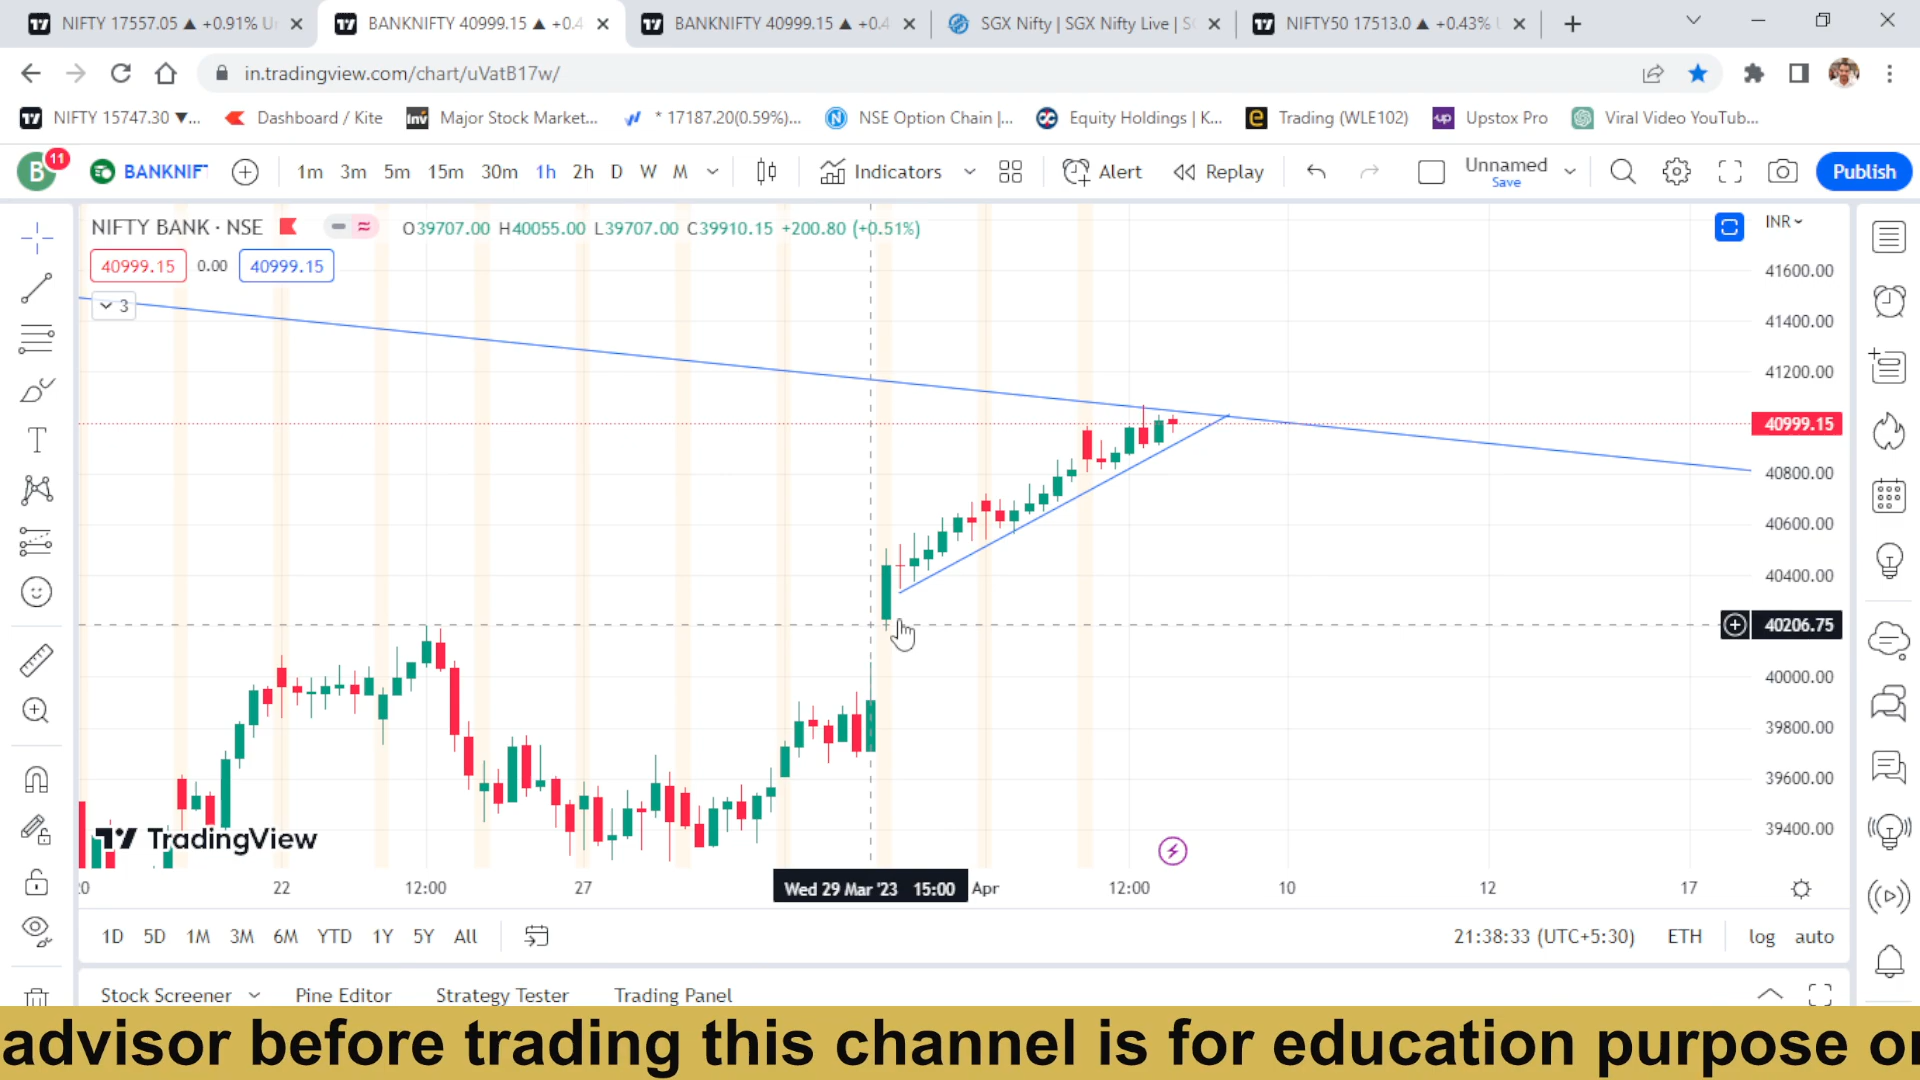 NIFTY 17557.05 ▲ +0.91% Un
BANKNIFTY 40999.15 ▲ +0.4
BANKNIFTY 40999.15 ▲ +0.4
SGX Nifty | SGX Nifty Live | S
NIFTY50 17513.0 ▲ +0.43%
in.tradingview.com/chart/uVatB17w/
NIFTY 15747.30 ▼...
Dashboard / Kite
Inv Major Stock Market...
* 17187.20(0.59%)...
NSE Option Chain |...
Equity Holdings | K...
Trading (WLE102)
up Upstox Pro
Viral Video YouTub...
B 11 BANKNIFT 1m 3m 5m 15m 30m 1h 2h D W M Indicators Alert Replay Unnamed Save Publish
NIFTY BANK · NSE O39707.00 H40055.00 L39707.00 C39910.15 +200.80 (+0.51%) INR
40999.15 0.00 40999.15
3
41600.00
41400.00
41200.00
40999.15
40800.00
40600.00
40400.00
40206.75
40000.00
39800.00
39600.00
39400.00
TradingView
20 22 12:00 27 Wed 29 Mar '23 15:00 Apr 12:00 10 12 17
1D 5D 1M 3M 6M YTD 1Y 5Y All 21:38:33 (UTC+5:30) ETH log auto
Stock Screener Pine Editor Strategy Tester Trading Panel
advisor before trading this channel is for education purpose